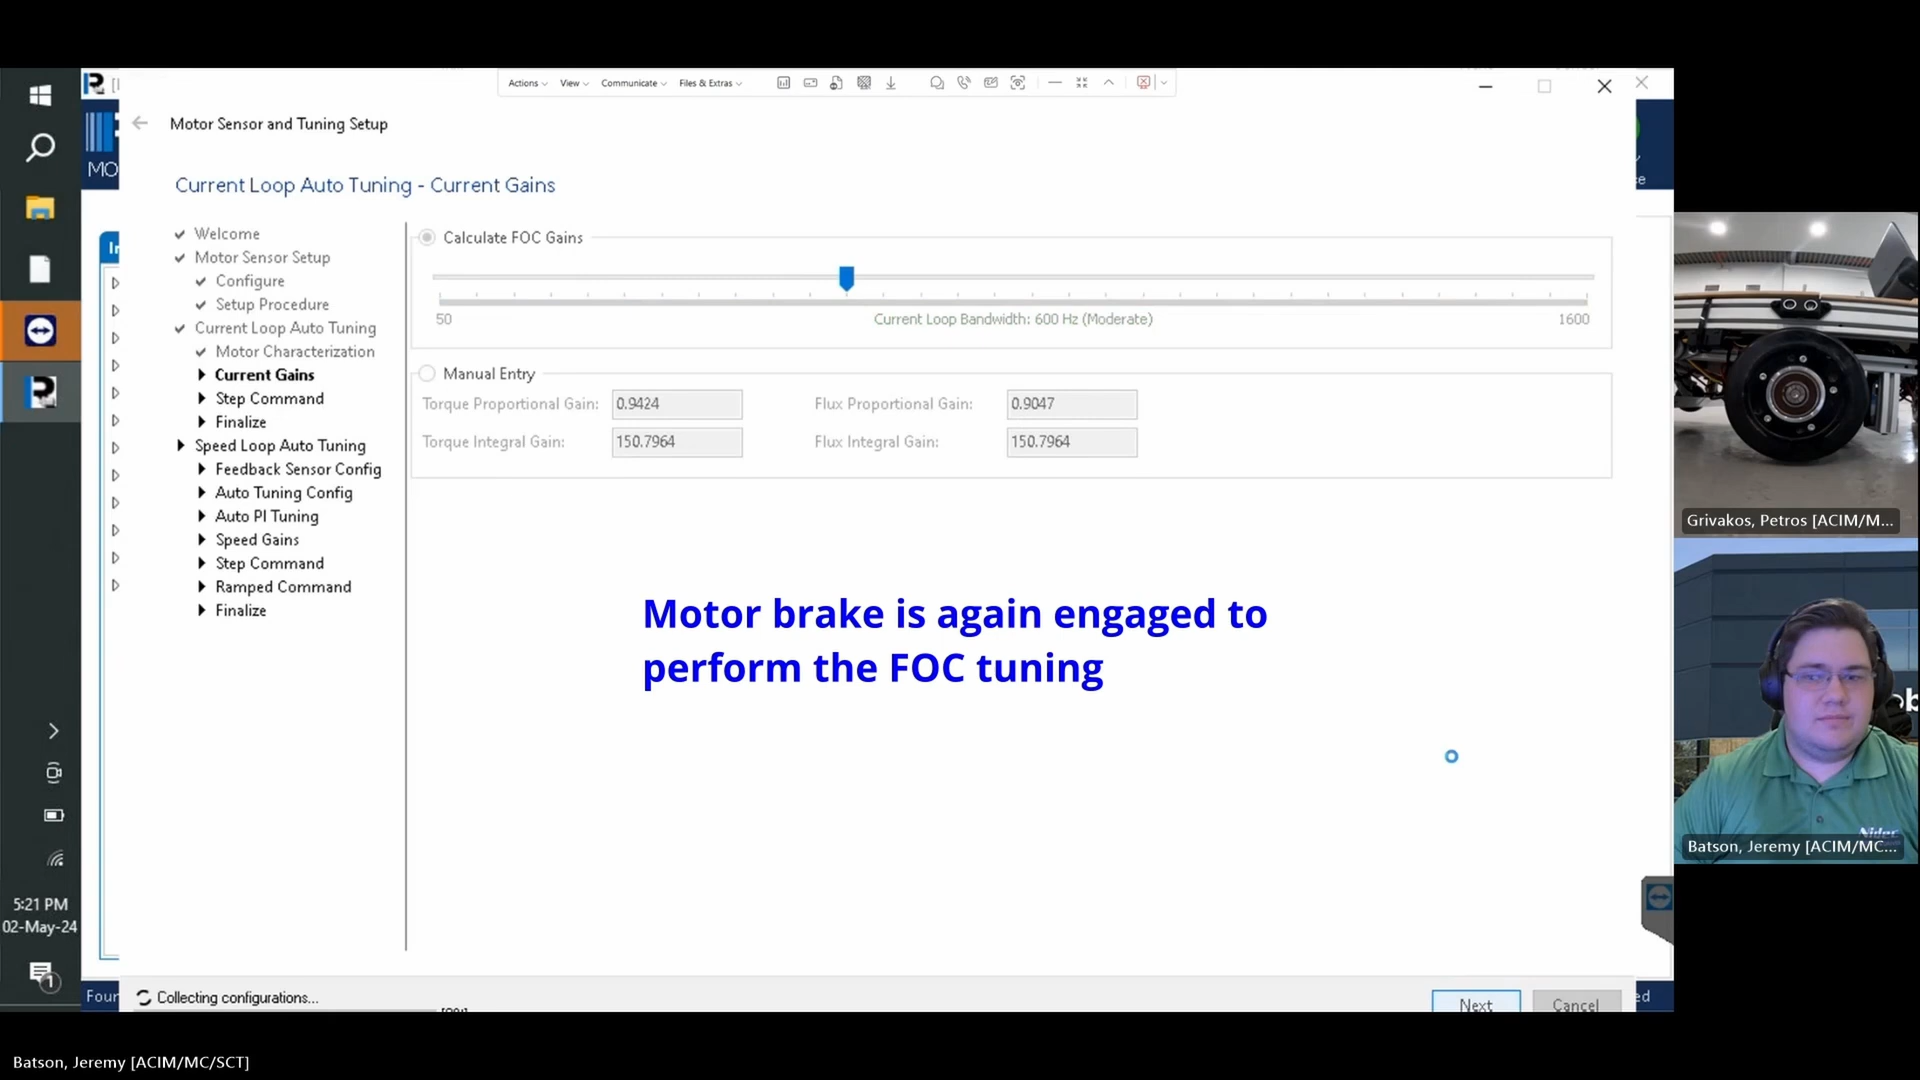 Actions View Communicate Files & Extras
Motor Sensor and Tuning Setup
MO
Current Loop Auto Tuning - Current Gains
Welcome
Motor Sensor Setup
Configure
Setup Procedure
Current Loop Auto Tuning
Motor Characterization
Current Gains
Step Command
Finalize
Speed Loop Auto Tuning
Feedback Sensor Config
Auto Tuning Config
Auto PI Tuning
Speed Gains
Step Command
Ramped Command
Finalize
Calculate FOC Gains
50 Current Loop Bandwidth: 600 Hz (Moderate) 1600
Manual Entry
Torque Proportional Gain: 0.9424 Flux Proportional Gain: 0.9047
Torque Integral Gain: 150.7964 Flux Integral Gain: 150.7964
Motor brake is again engaged to
perform the FOC tuning
Grivakos, Petros [ACIM/M...
Nidec
Batson, Jeremy [ACIM/MC...
5:21 PM
02-May-24
1
Four
Collecting configurations...
Next Cancel
ed
Batson, Jeremy [ACIM/MC/SCT]